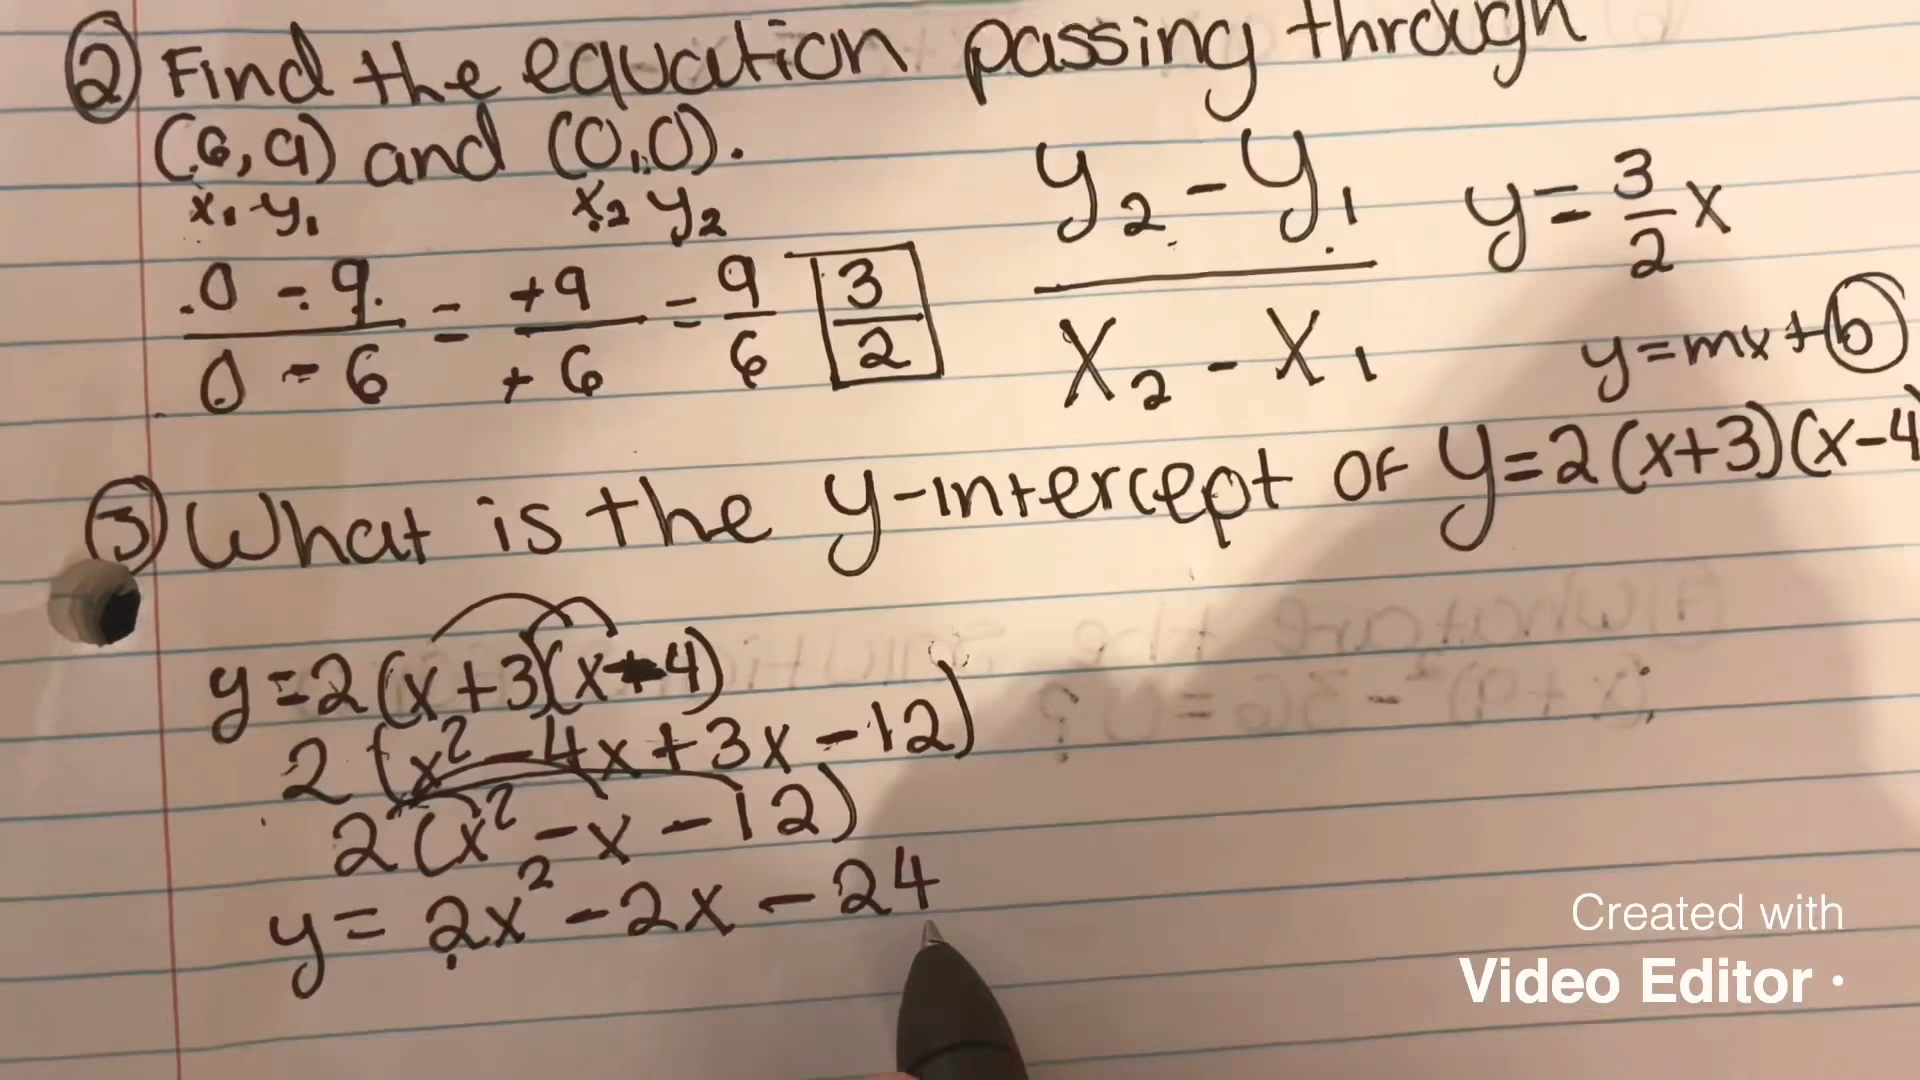 ② Find the equation passing through
(6,9) and (0,0).
x₁ y₁ x₂ y₂
0 - 9 / 0 - 6 = +9 / +6 = 9/6 3/2
y₂ - y₁ / x₂ - x₁
y = 3/2 x
y = mx + b
③ What is the y-intercept of y=2(x+3)(x-4)
y = 2(x+3)(x-4)
2(x² - 4x + 3x - 12)
2(x² - x - 12)
y = 2x² - 2x - 24
Created with
Video Editor